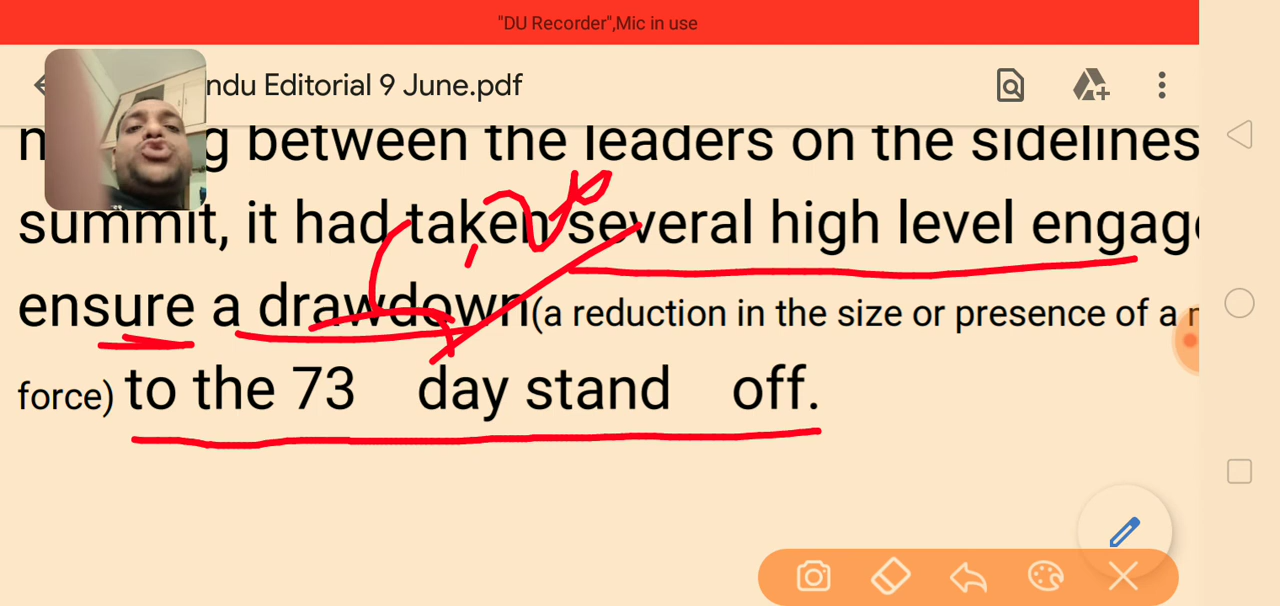 "DU Recorder",Mic in use
ndu Editorial 9 June.pdf
g between the leaders on the sidelines
summit, it had taken several high level engag
ensure a drawdown(a reduction in the size or presence of a
force) to the 73 day stand off.